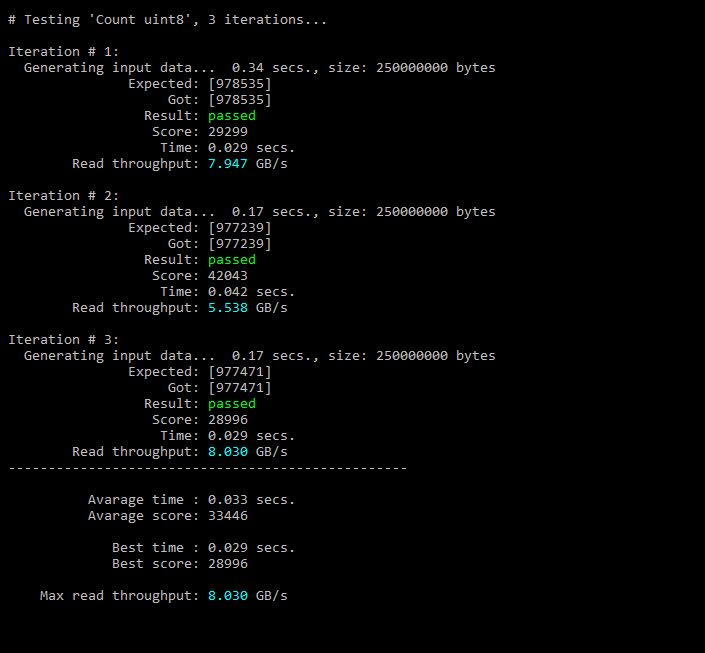 # Testing 'Count uint8', 3 iterations...
Iteration # 1:
Generating input data...  0.34 secs., size: 250000000 bytes
Expected: [978535]
Got: [978535]
Result: passed
Score: 29299
Time: 0.029 secs.
Read throughput: 7.947 GB/s
Iteration # 2:
Generating input data...  0.17 secs., size: 250000000 bytes
Expected: [977239]
Got: [977239]
Result: passed
Score: 42043
Time: 0.042 secs.
Read throughput: 5.538 GB/s
Iteration # 3:
Generating input data...  0.17 secs., size: 250000000 bytes
Expected: [977471]
Got: [977471]
Result: passed
Score: 28996
Time: 0.029 secs.
Read throughput: 8.030 GB/s
--------------------------------------------------
Avarage time : 0.033 secs.
Avarage score: 33446
Best time : 0.029 secs.
Best score: 28996
Max read throughput: 8.030 GB/s